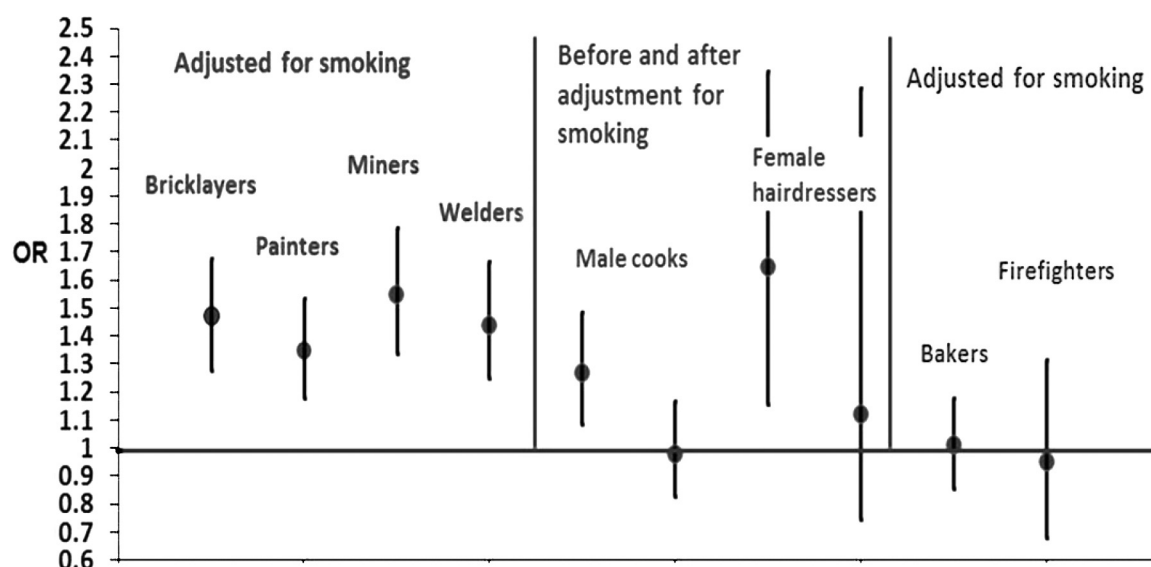 2.5
2.4
2.3
2.2
2.1
2
1.9
1.8
OR 1.7
1.6
1.5
1.4
1.3
1.2
1.1
1
0.9
0.8
0.7
0.6
Adjusted for smoking
Bricklayers
Painters
Miners
Welders
Before and after
adjustment for
smoking
Male cooks
Female
hairdressers
Adjusted for smoking
Bakers
Firefighters